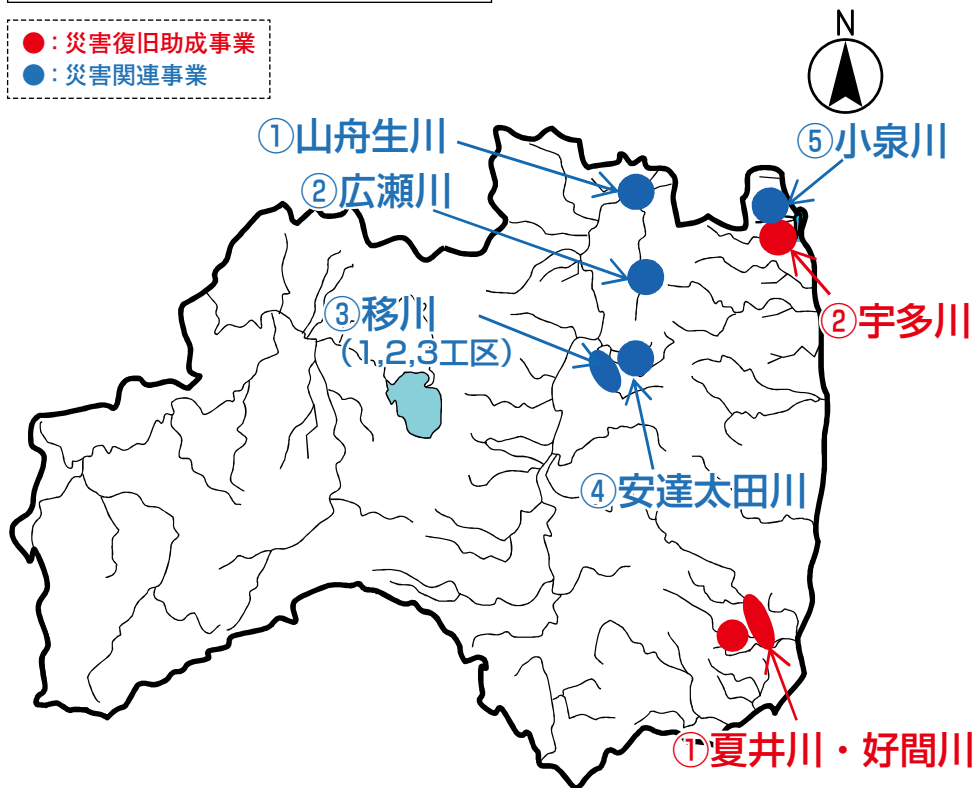 ●：災害復旧助成事業
●：災害関連事業
N
①山舟生川
②広瀬川
③移川
（1,2,3工区）
④安達太田川
⑤小泉川
②宇多川
①夏井川・好間川